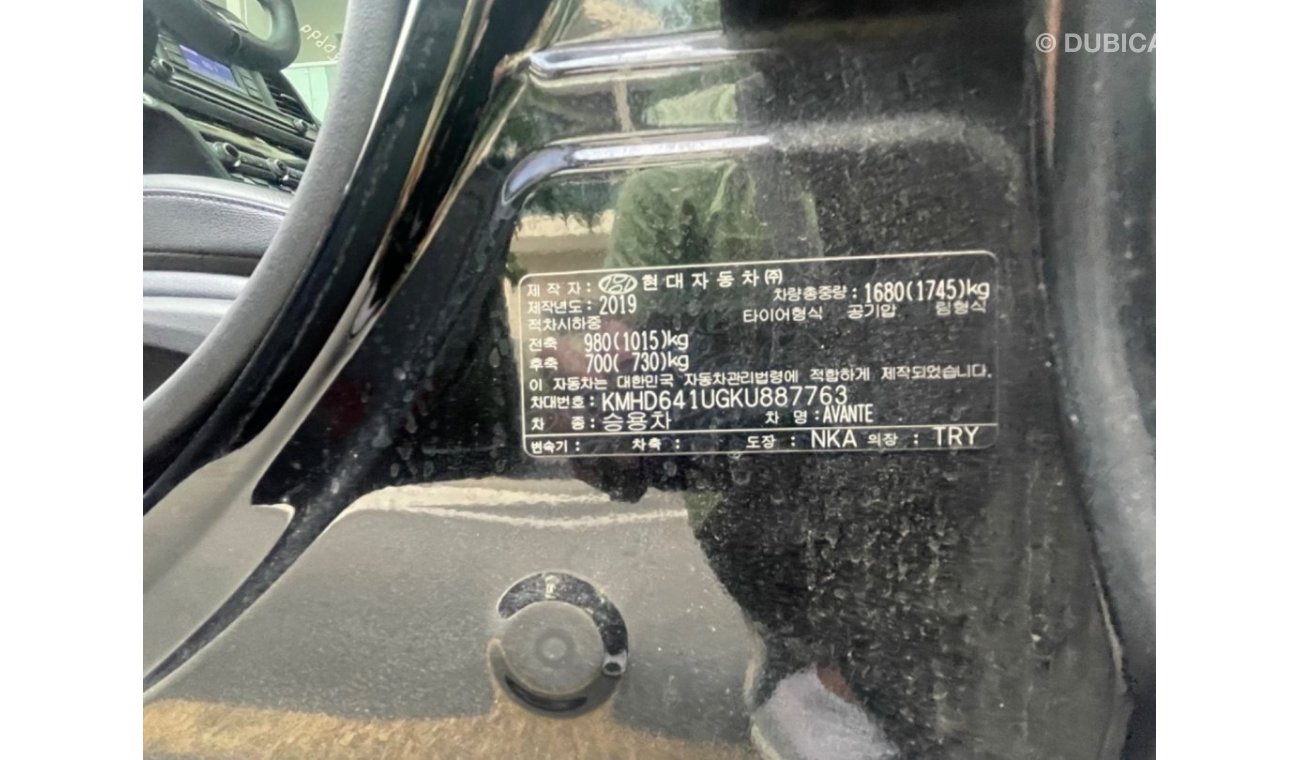 © DUBICA
제 작 자 : 현대자동차(주)
제작년도 : 2019 차량총중량 : 1680(1745)kg
적차시하중 타이어형식 공기압 림형식
전축 980(1015)kg
후축 700( 730)kg
이 자동차는 대한민국 자동차관리법령에 적합하게 제작되었습니다.
차대번호 : KMHD641UGKU887763
차 종 : 승용차 차 명 : AVANTE
변속기 : 차축 : 도장 : NKA 의장 : TRY